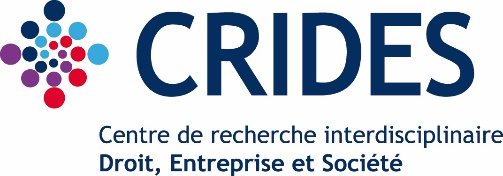 CRIDES
Centre de recherche interdisciplinaire
Droit, Entreprise et Société